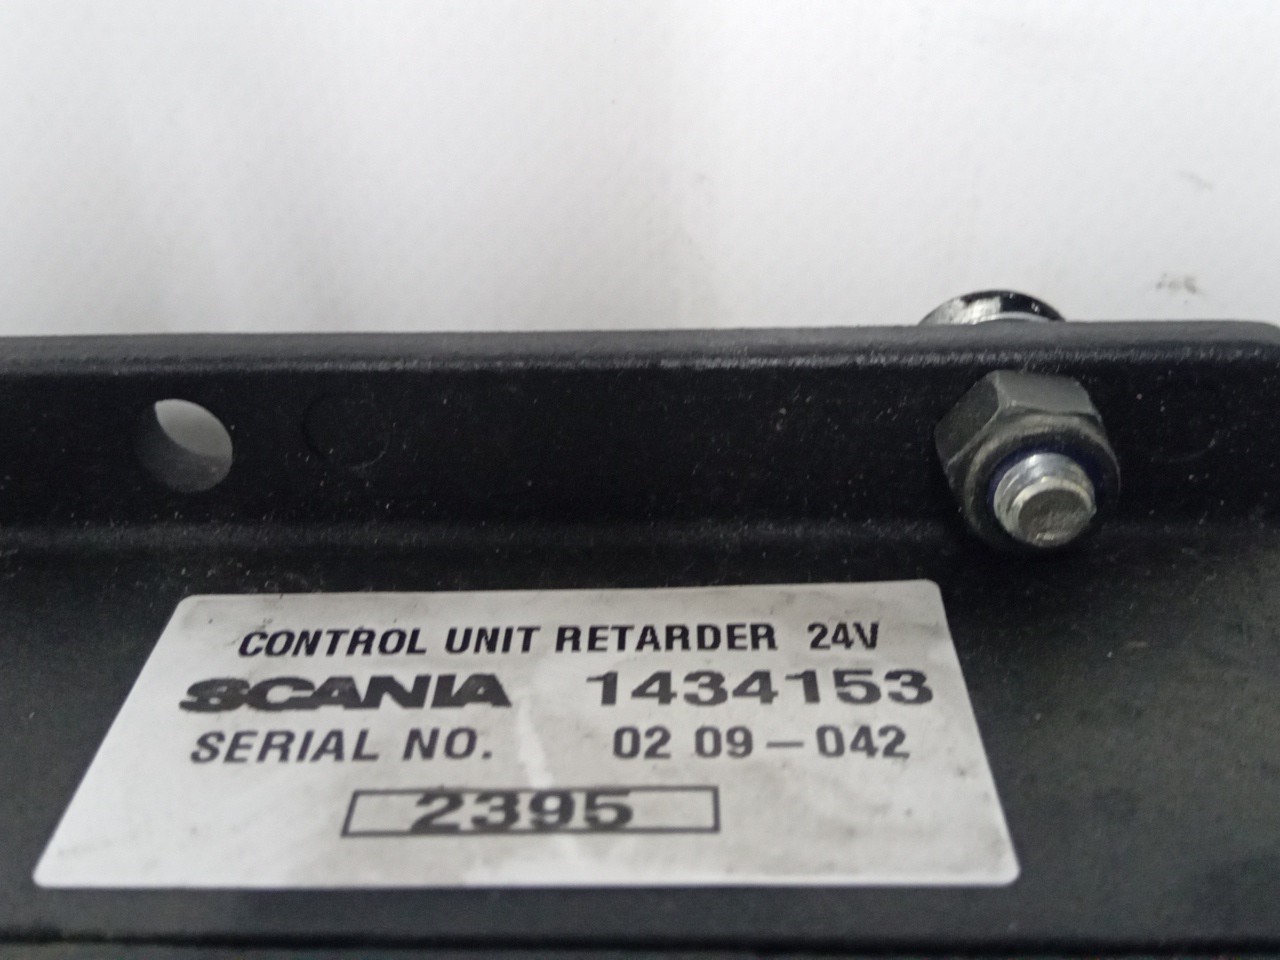 CONTROL UNIT RETARDER 24V
SCANIA 1434153
SERIAL NO. 02 09-042
2395